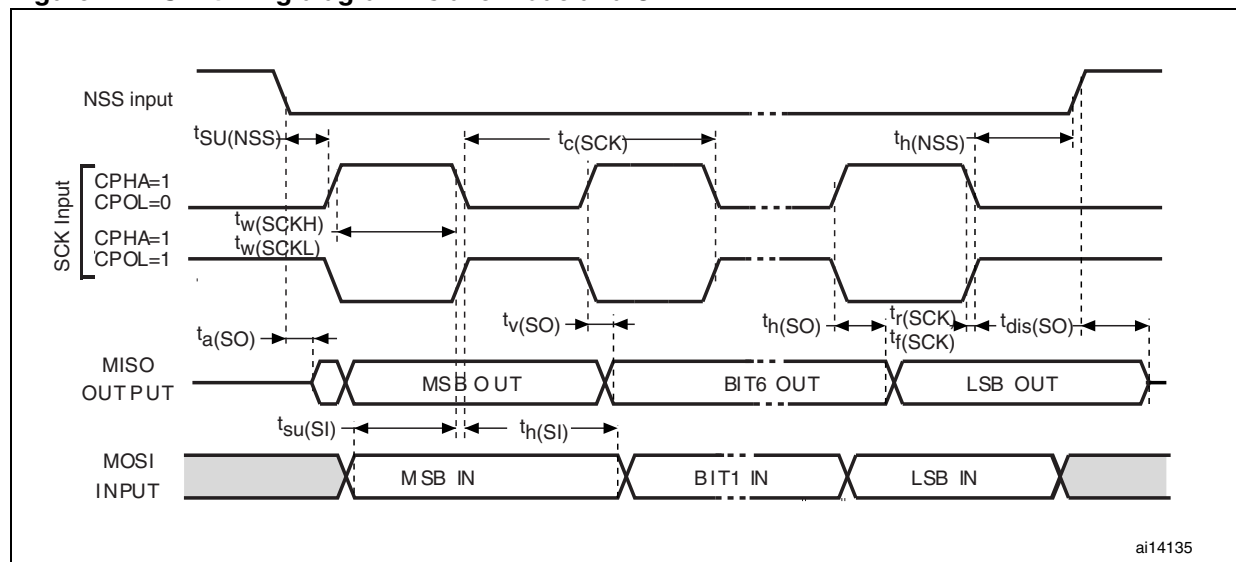 NSS input
tSU(NSS)
tc(SCK)
th(NSS)
SCK Input
CPHA=1
CPOL=0
tw(SCKH)
tw(SCKL)
CPHA=1
CPOL=1
ta(SO)
tv(SO)
th(SO)
tr(SCK)
tf(SCK)
tdis(SO)
MISO
OUTPUT
MSB OUT
BIT6 OUT
LSB OUT
tsu(SI)
th(SI)
MOSI
INPUT
MSB IN
BIT1 IN
LSB IN
ai14135